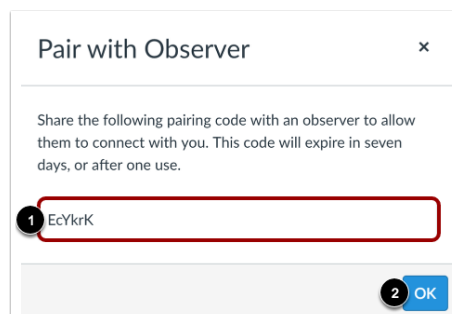 Pair with Observer ×
Share the following pairing code with an observer to allow
them to connect with you. This code will expire in seven
days, or after one use.
1 EcYkrK
2 OK